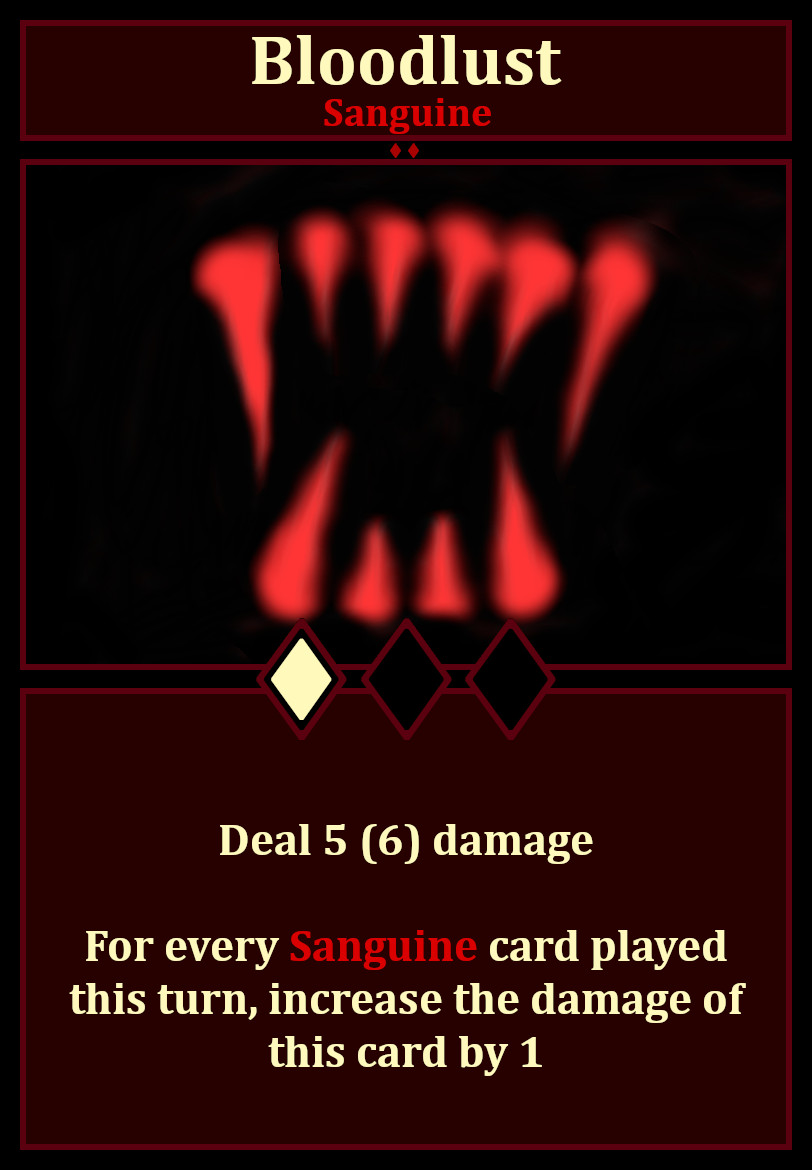 Bloodlust
Sanguine
Deal 5 (6) damage
For every Sanguine card played
this turn, increase the damage of
this card by 1